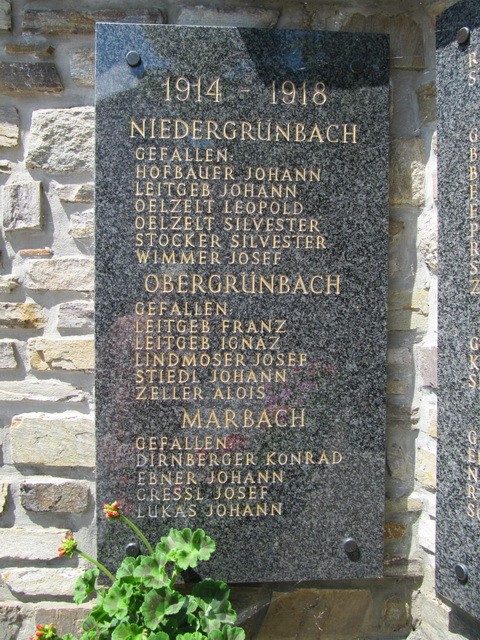 1914 - 1918
NIEDERGRÜNBACH
GEFALLEN:
HOFBAUER JOHANN
LEITGEB JOHANN
OELZELT LEOPOLD
OELZELT SILVESTER
STOCKER SILVESTER
WIMMER JOSEF
OBERGRÜNBACH
GEFALLEN:
LEITGEB FRANZ
LEITGEB IGNAZ
LINDMOSER JOSEF
STIEDL JOHANN
ZELLER ALOIS
MARBACH
GEFALLEN:
DIRNBERGER KONRAD
EBNER JOHANN
GRESSL JOSEF
LUKAS JOHANN